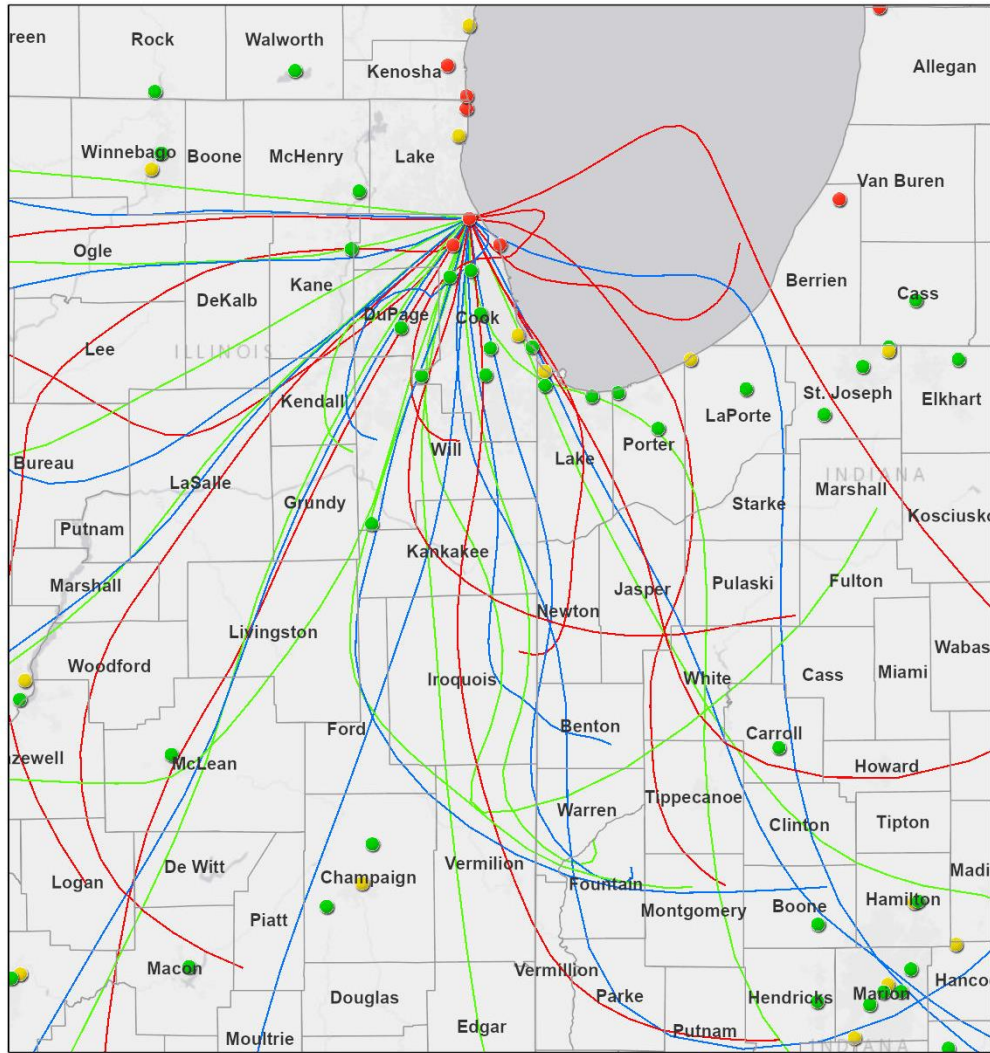 reen
Rock
Walworth
Kenosha
Allegan
Winnebago
Boone
McHenry
Lake
Van Buren
Ogle
Kane
Berrien
Cass
DeKalb
DuPage
Cook
Lee
ILLINOIS
Kendall
LaPorte
St. Joseph
Elkhart
Porter
Bureau
Will
Lake
LaSalle
INDIANA
Marshall
Grundy
Starke
Kosciusko
Putnam
Kankakee
Marshall
Jasper
Pulaski
Fulton
Newton
Livingston
Wabas
Woodford
Iroquois
White
Cass
Miami
Ford
Benton
Carroll
azewell
McLean
Howard
Tippecanoe
Warren
Clinton
Tipton
De Witt
Vermilion
Logan
Champaign
Fountain
Madi
Hamilton
Piatt
Montgomery
Boone
Macon
Vermillion
Douglas
Parke
Hendricks
Marion
Hancoc
Edgar
Putnam
Moultrie
INDIANA